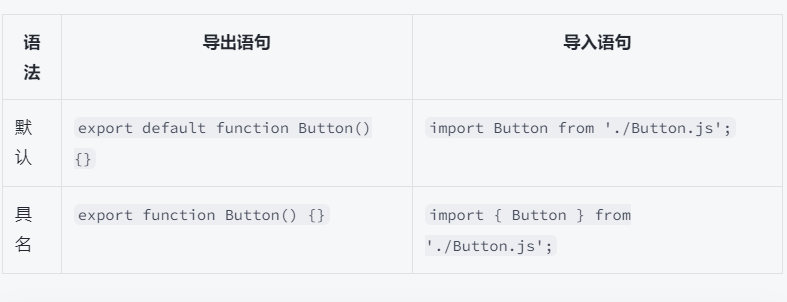 语法 导出语句 导入语句
默认 export default function Button() {} import Button from './Button.js';
具名 export function Button() {} import { Button } from './Button.js';